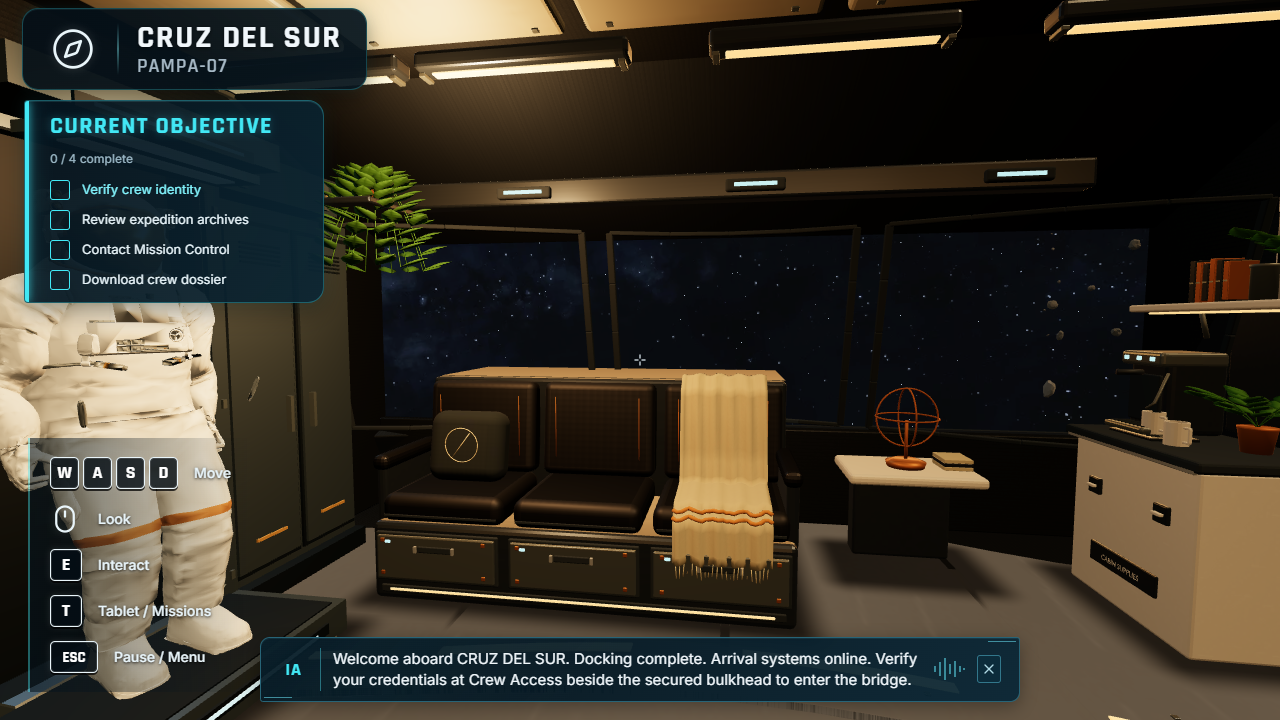 CRUZ DEL SUR
PAMPA-07
CURRENT OBJECTIVE
0 / 4 complete
Verify crew identity
Review expedition archives
Contact Mission Control
Download crew dossier
W A S D Move
Look
E Interact
T Tablet / Missions
ESC Pause / Menu
CABIN SUPPLIES
IA
Welcome aboard CRUZ DEL SUR. Docking complete. Arrival systems online. Verify
your credentials at Crew Access beside the secured bulkhead to enter the bridge.